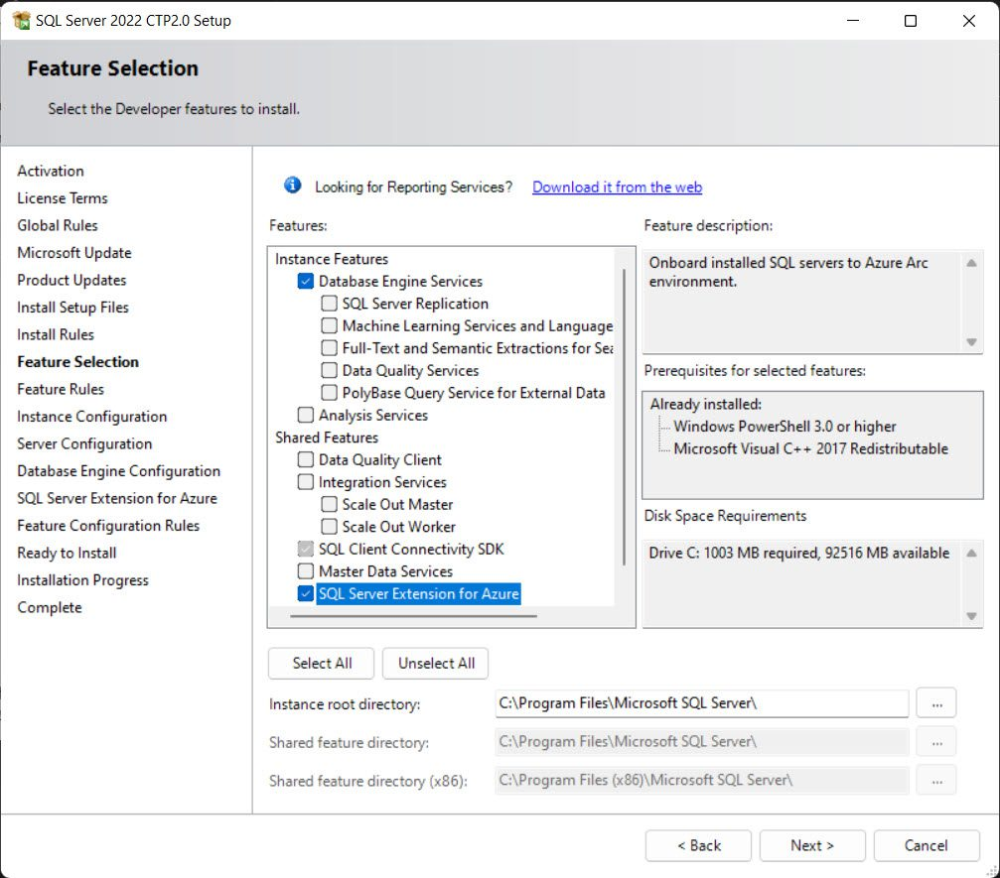 SQL Server 2022 CTP2.0 Setup
Feature Selection
Select the Developer features to install.
Activation
License Terms
Global Rules
Microsoft Update
Product Updates
Install Setup Files
Install Rules
Feature Selection
Feature Rules
Instance Configuration
Server Configuration
Database Engine Configuration
SQL Server Extension for Azure
Feature Configuration Rules
Ready to Install
Installation Progress
Complete
Looking for Reporting Services? Download it from the web
Features:
Instance Features
Database Engine Services
SQL Server Replication
Machine Learning Services and Language
Full-Text and Semantic Extractions for Sea
Data Quality Services
PolyBase Query Service for External Data
Analysis Services
Shared Features
Data Quality Client
Integration Services
Scale Out Master
Scale Out Worker
SQL Client Connectivity SDK
Master Data Services
SQL Server Extension for Azure
Feature description:
Onboard installed SQL servers to Azure Arc
environment.
Prerequisites for selected features:
Already installed:
Windows PowerShell 3.0 or higher
Microsoft Visual C++ 2017 Redistributable
Disk Space Requirements
Drive C: 1003 MB required, 92516 MB available
Select All
Unselect All
Instance root directory: C:\Program Files\Microsoft SQL Server\ ...
Shared feature directory: C:\Program Files\Microsoft SQL Server\ ...
Shared feature directory (x86): C:\Program Files (x86)\Microsoft SQL Server\ ...
< Back
Next >
Cancel